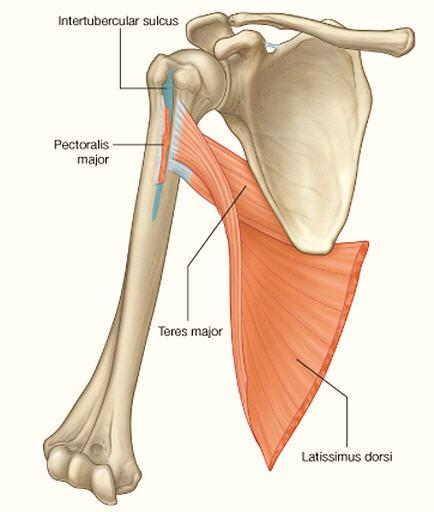 Intertubercular sulcus
Pectoralis
major
Teres major
Latissimus dorsi